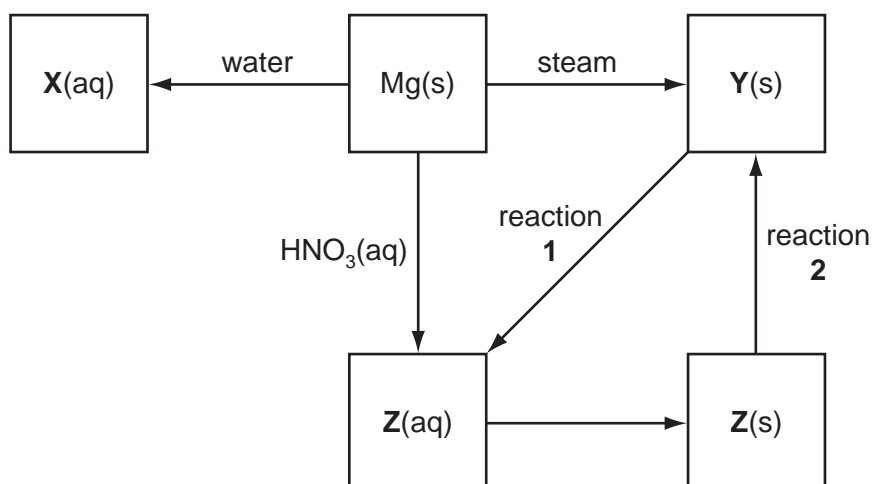 X(aq)
water
Mg(s)
steam
Y(s)
HNO₃(aq)
reaction
1
reaction
2
Z(aq)
Z(s)